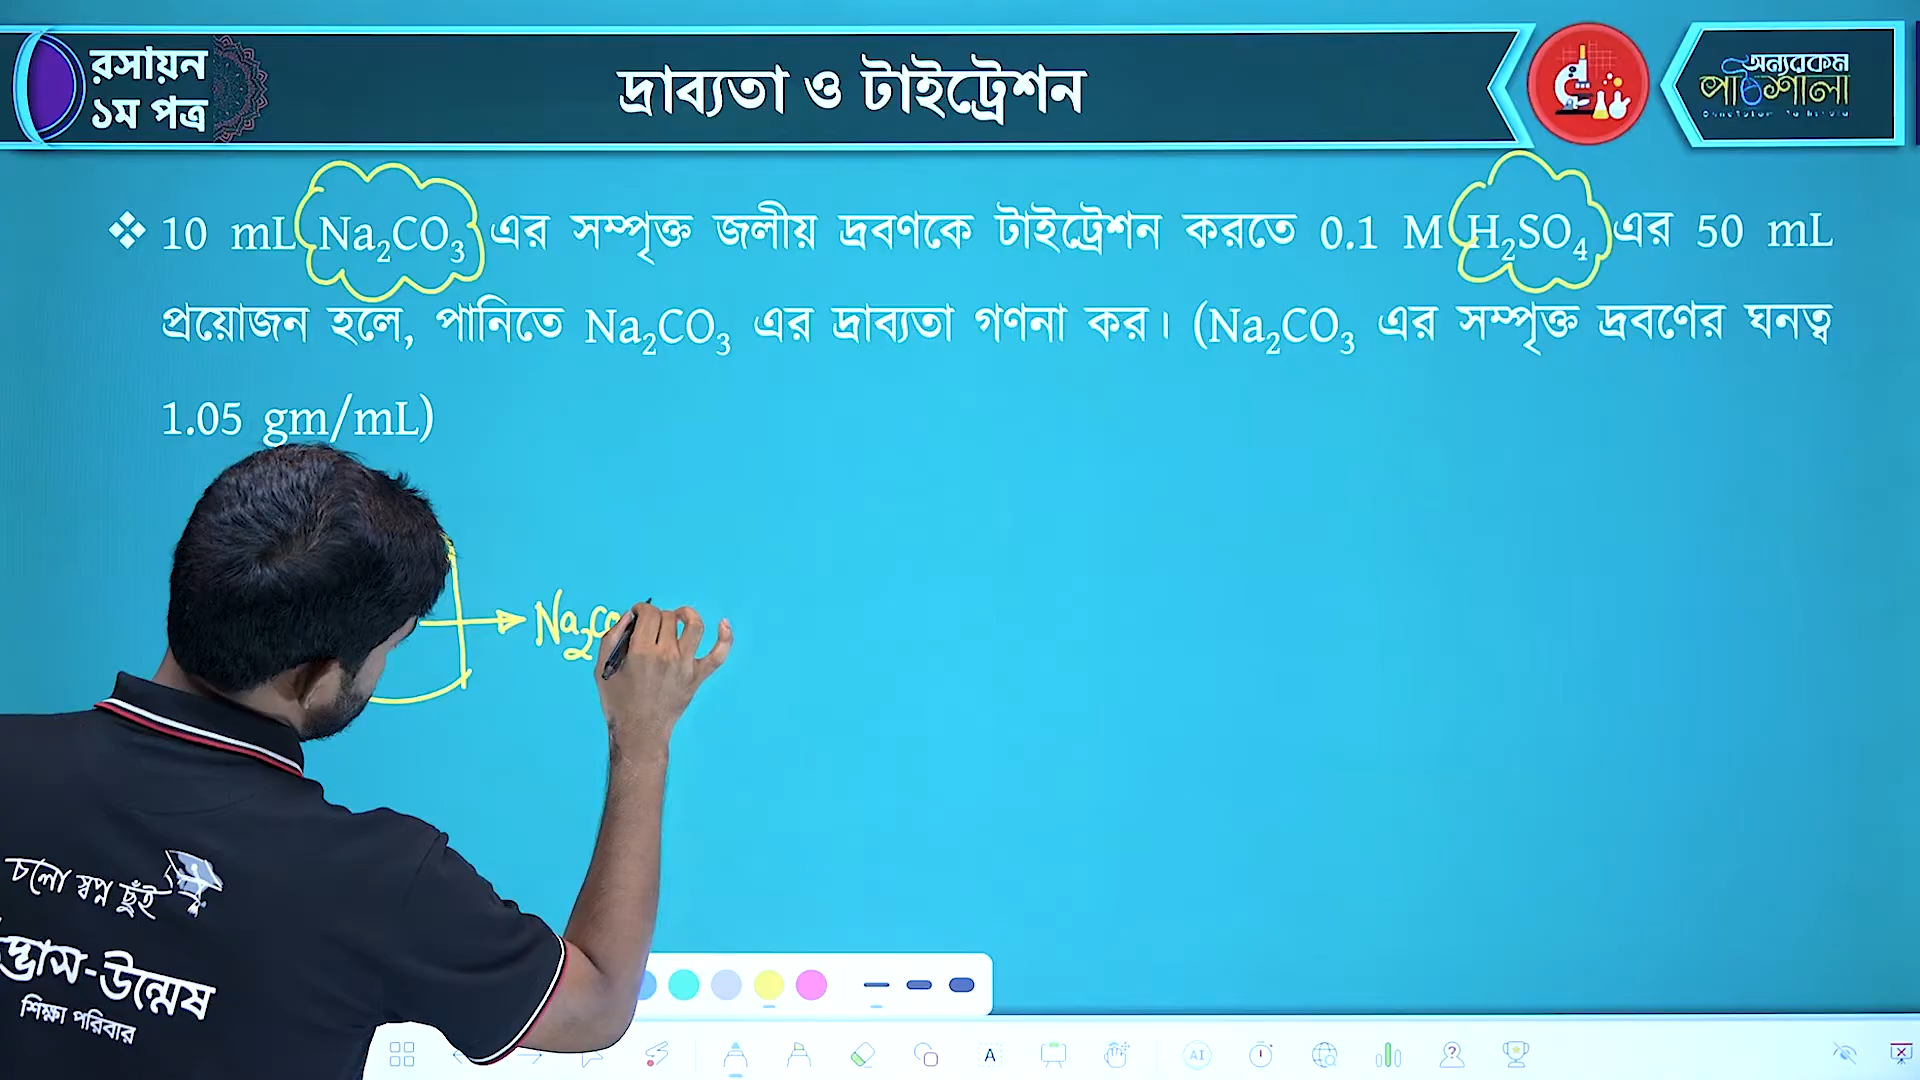 রসায়ন
১ম পত্র
দ্রাব্যতা ও টাইট্রেশন
অন্যরকম
পাঠশালা
❖ 10 mL Na₂CO₃ এর সম্পৃক্ত জলীয় দ্রবণকে টাইট্রেশন করতে 0.1 M H₂SO₄ এর 50 mL
প্রয়োজন হলে, পানিতে Na₂CO₃ এর দ্রাব্যতা গণনা কর। (Na₂CO₃ এর সম্পৃক্ত দ্রবণের ঘনত্ব
1.05 gm/mL)
Na₂CO
চলো স্বপ্ন ছুঁই
দ্ভাস-উন্মেষ
শিক্ষা পরিবার
A
AI